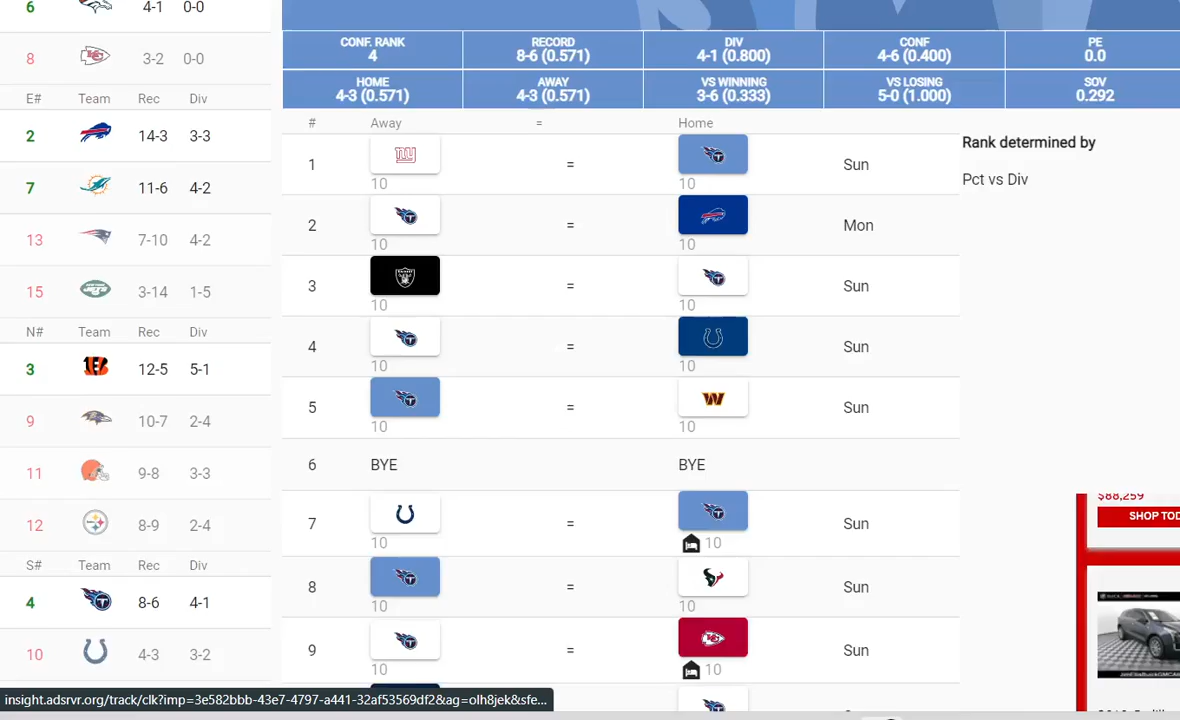 6 4-1 0-0
8 3-2 0-0
E# Team Rec Div
2 14-3 3-3
7 11-6 4-2
13 7-10 4-2
15 3-14 1-5
N# Team Rec Div
3 12-5 5-1
9 10-7 2-4
11 9-8 3-3
12 8-9 2-4
S# Team Rec Div
4 8-6 4-1
10 4-3 3-2
insight.adsrvr.org/track/clk?imp=3e582bbb-43e7-4797-a441-32af53569df2&ag=olh8jek&sfe...
CONF. RANK RECORD DIV CONF PE
4 8-6 (0.571) 4-1 (0.800) 4-6 (0.400) 0.0
HOME AWAY VS WINNING VS LOSING SOV
4-3 (0.571) 4-3 (0.571) 3-6 (0.333) 5-0 (1.000) 0.292
# Away = Home
1 = Sun
10 10
2 = Mon
10 10
3 = Sun
10 10
4 = Sun
10 10
5 = Sun
10 10
6 BYE BYE
7 = Sun
10 10
8 = Sun
10 10
9 = Sun
10 10
Rank determined by
Pct vs Div
$88,259
SHOP TOD